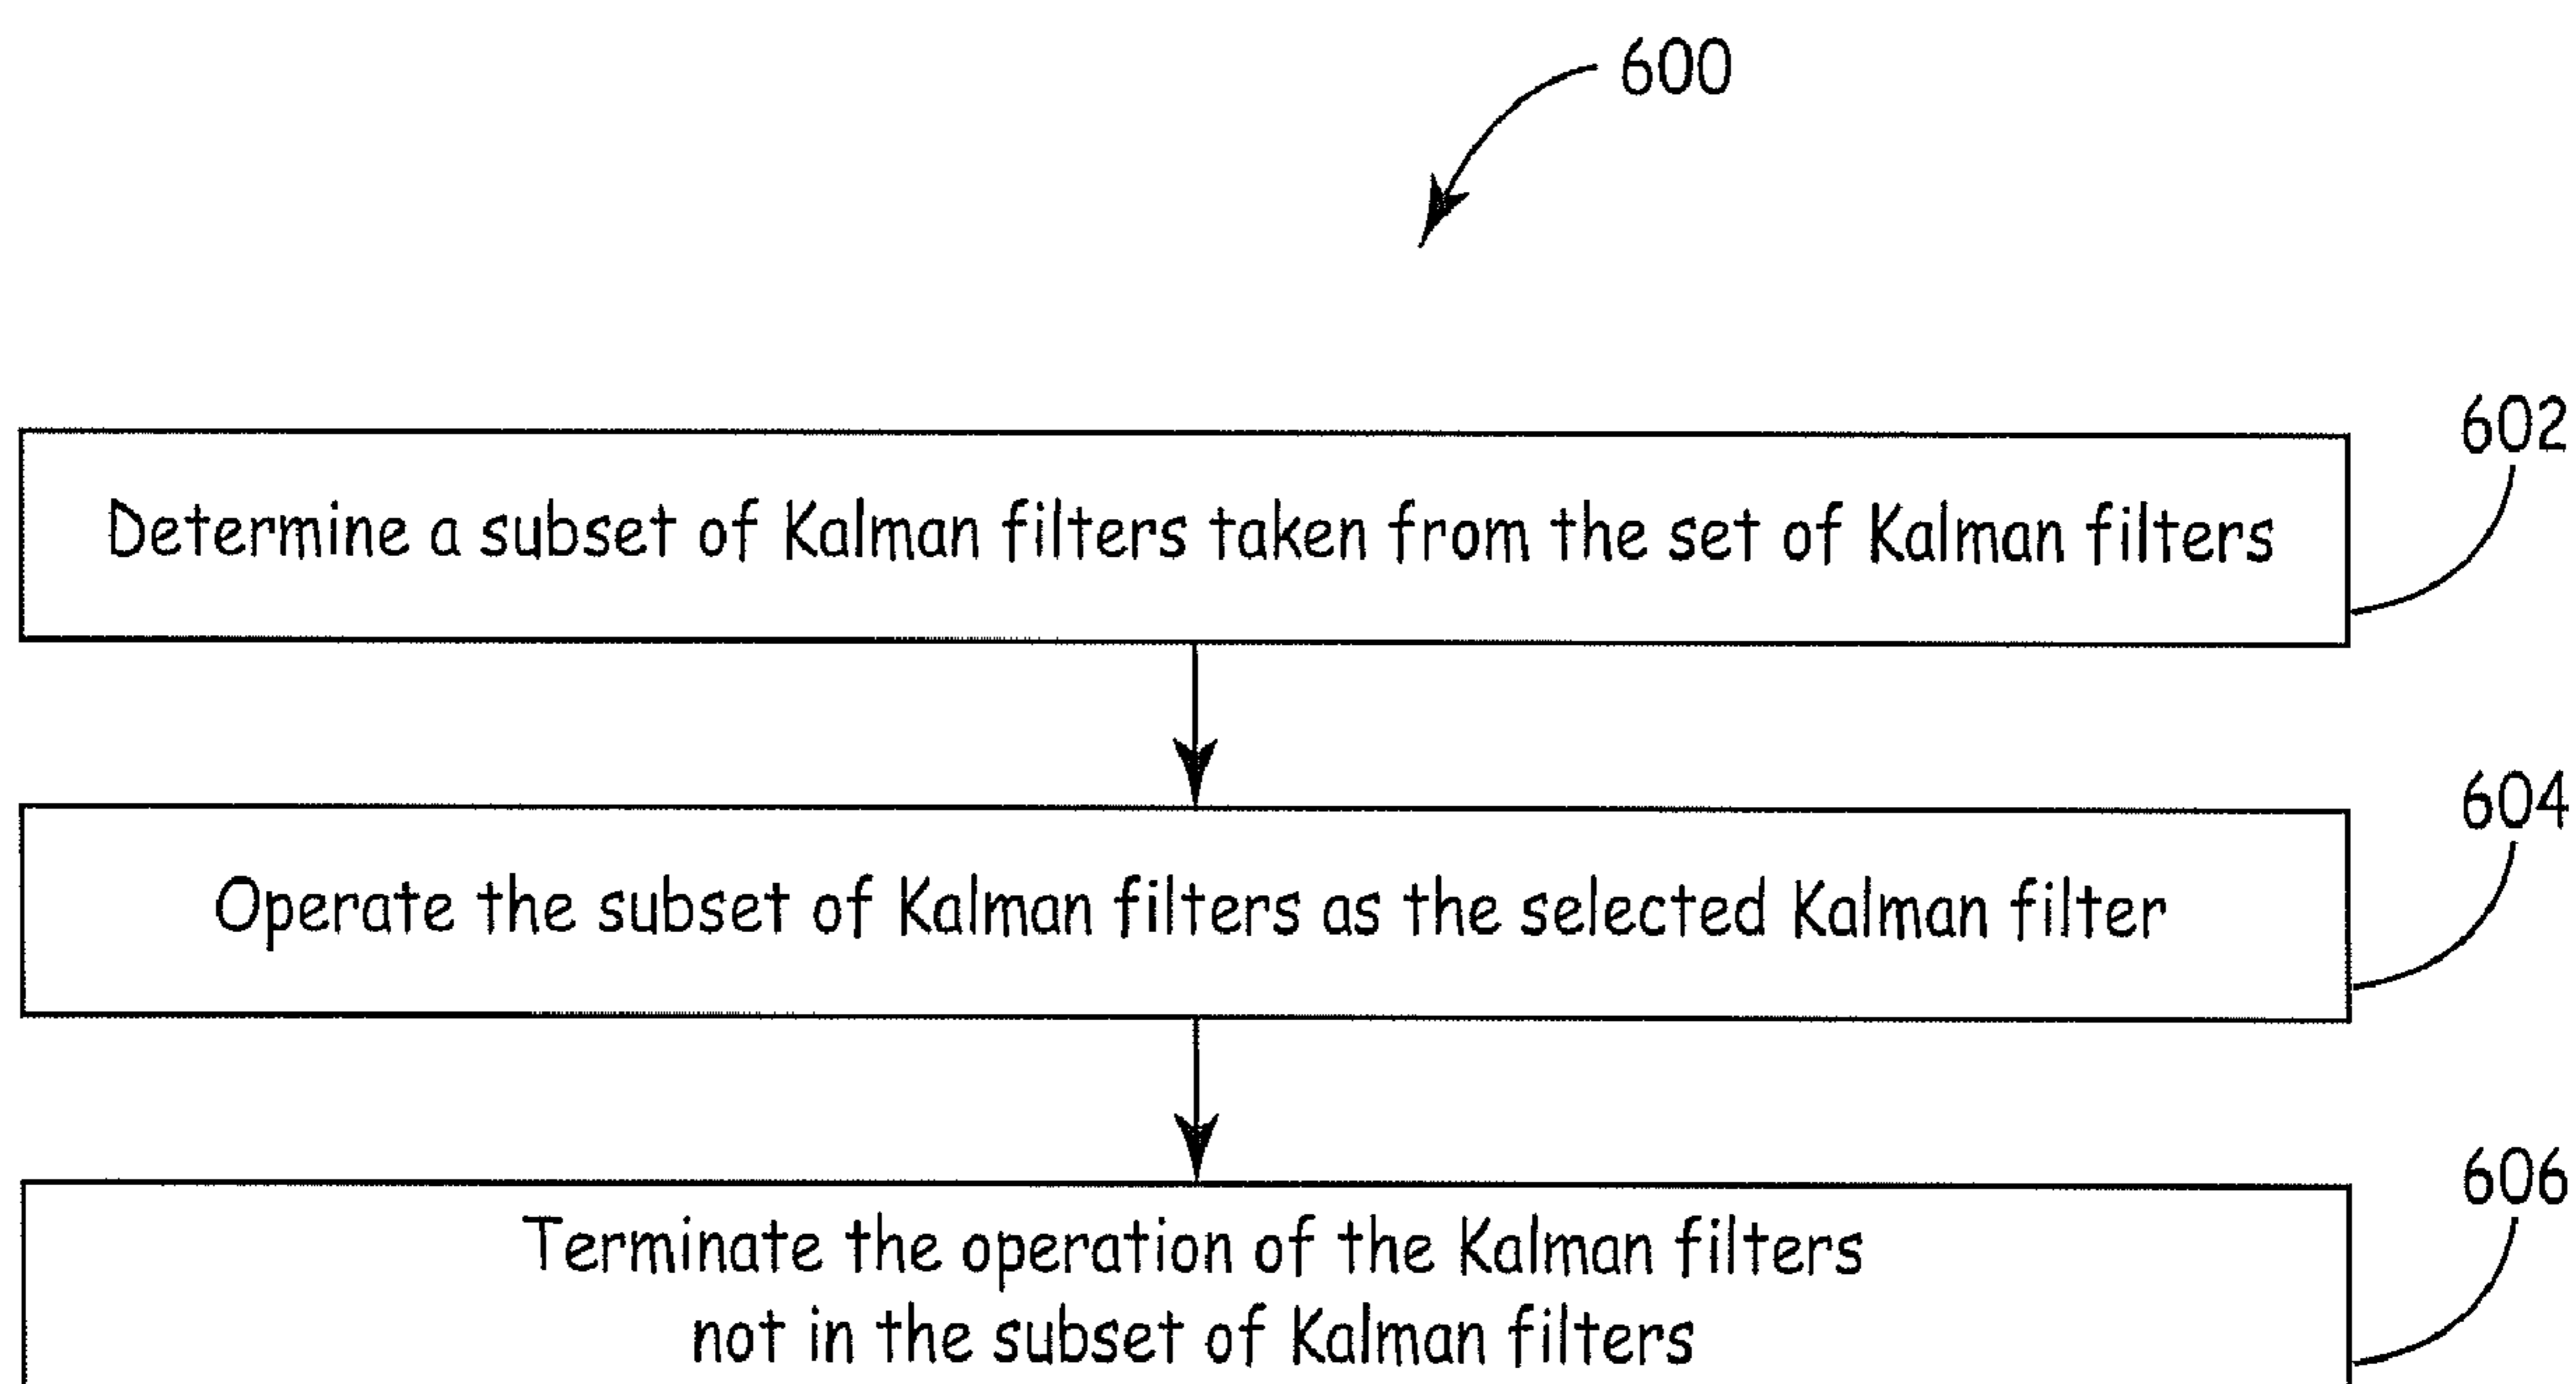 600
602
Determine a subset of Kalman filters taken from the set of Kalman filters
604
Operate the subset of Kalman filters as the selected Kalman filter
606
Terminate the operation of the Kalman filters
not in the subset of Kalman filters